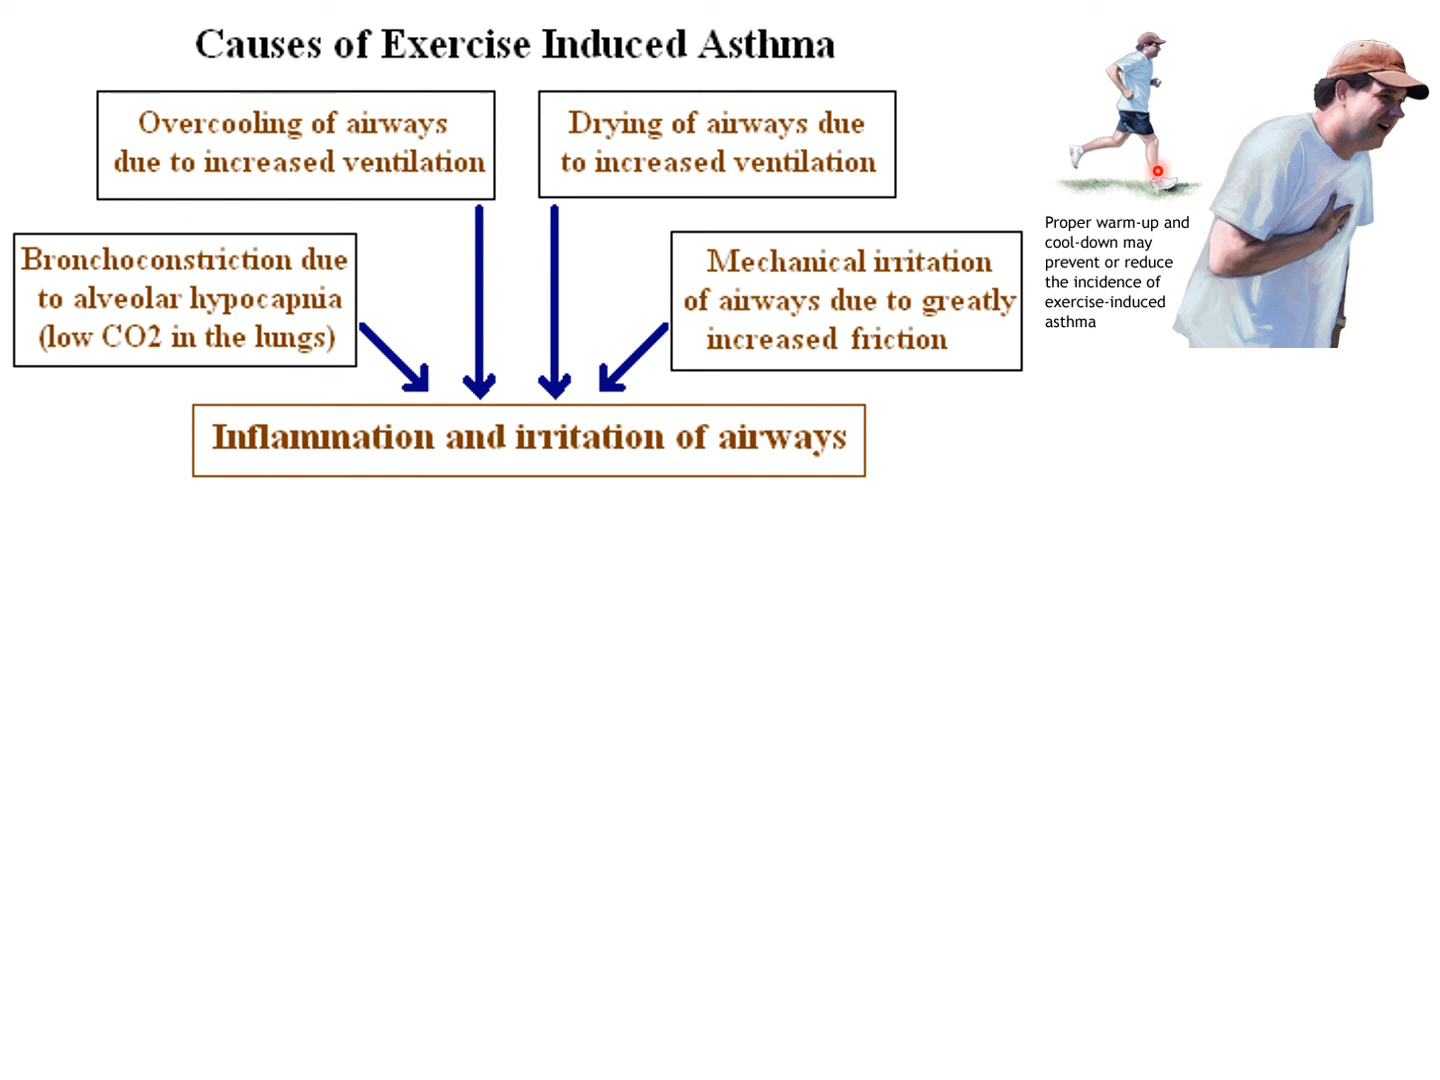 Causes of Exercise Induced Asthma
Overcooling of airways
due to increased ventilation
Drying of airways due
to increased ventilation
Bronchoconstriction due
to alveolar hypocapnia
(low CO2 in the lungs)
Mechanical irritation
of airways due to greatly
increased friction
Inflammation and irritation of airways
Proper warm-up and
cool-down may
prevent or reduce
the incidence of
exercise-induced
asthma